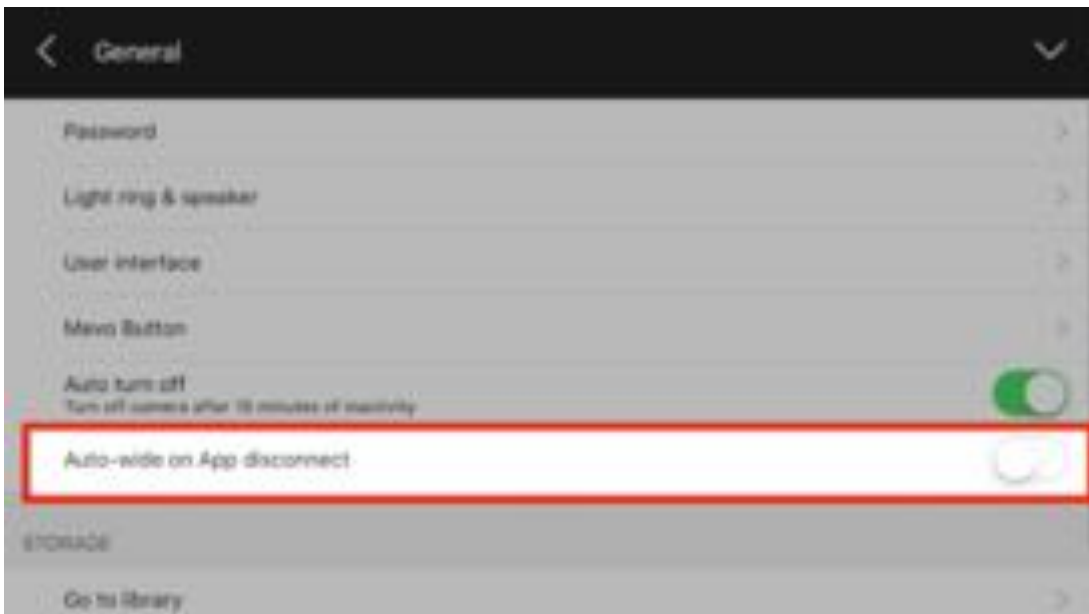 General
Password
Light ring & speaker
User interface
Mevo Button
Auto turn off
Turn off camera after 15 minutes of inactivity
Auto-wide on App disconnect
STORAGE
Go to library